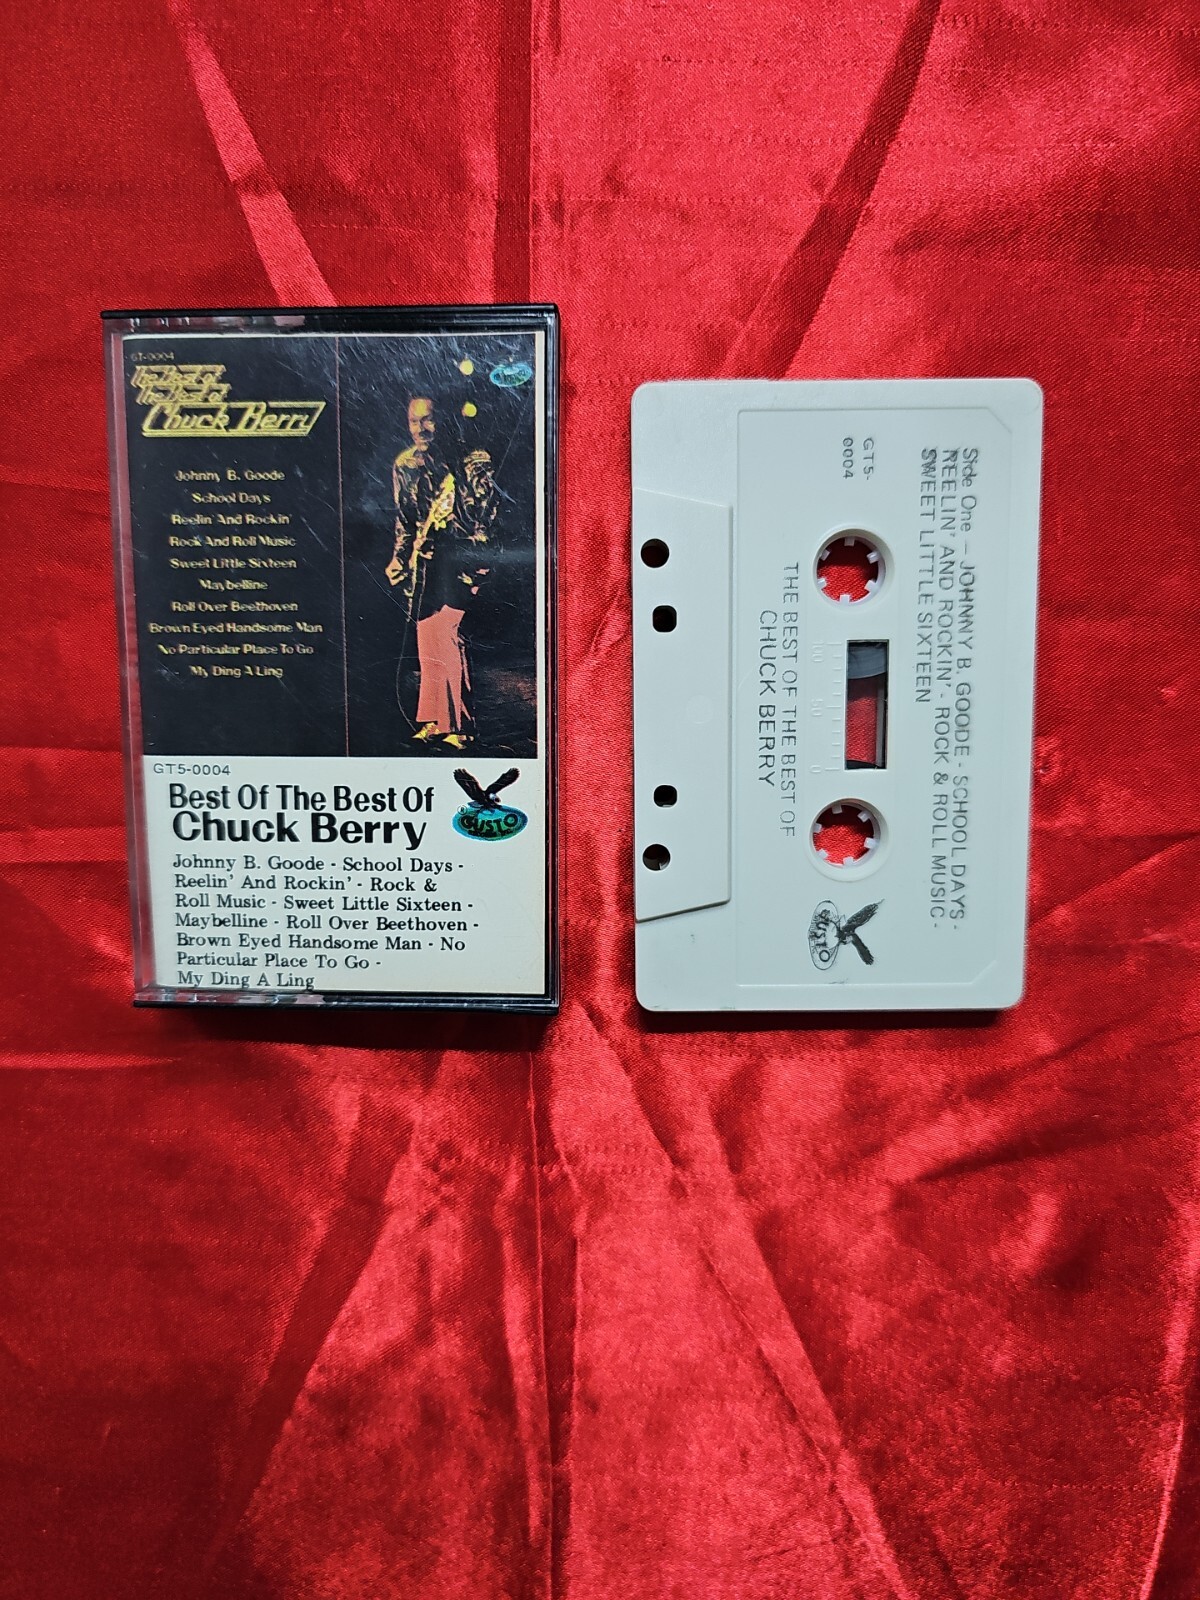 GT-0004
The Best of
The Best of
Chuck Berry
Johnny B. Goode
School Days
Reelin' And Rockin'
Rock And Roll Music
Sweet Little Sixteen
Maybelline
Roll Over Beethoven
Brown Eyed Handsome Man
No Particular Place To Go
My Ding A Ling
GT5-0004
Best Of The Best Of
Chuck Berry
GUSTO
Johnny B. Goode - School Days -
Reelin' And Rockin' - Rock &
Roll Music - Sweet Little Sixteen -
Maybelline - Roll Over Beethoven -
Brown Eyed Handsome Man - No
Particular Place To Go -
My Ding A Ling
Side One – JOHNNY B. GOODE - SCHOOL DAYS -
REELIN' AND ROCKIN' - ROCK & ROLL MUSIC -
SWEET LITTLE SIXTEEN
GT5-
0004
GUSTO
100 50 0
THE BEST OF THE BEST OF
CHUCK BERRY